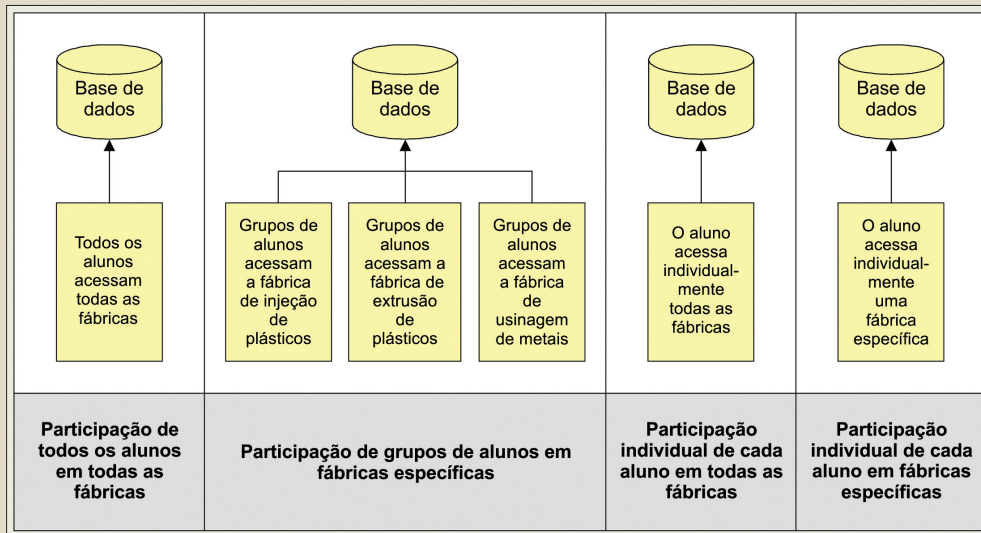 Base de
dados
Todos os
alunos
acessam
todas as
fábricas
Participação de
todos os alunos
em todas as
fábricas
Base de
dados
Grupos de
alunos
acessam
a fábrica
de injeção
de
plásticos
Grupos de
alunos
acessam a
fábrica de
extrusão
de
plásticos
Grupos de
alunos
acessam
a fábrica
de
usinagem
de metais
Participação de grupos de alunos em
fábricas específicas
Base de
dados
O aluno
acessa
individual-
mente
todas as
fábricas
Participação
individual de cada
aluno em todas as
fábricas
Base de
dados
O aluno
acessa
individual-
mente
uma
fábrica
específica
Participação
individual de cada
aluno em fábricas
específicas